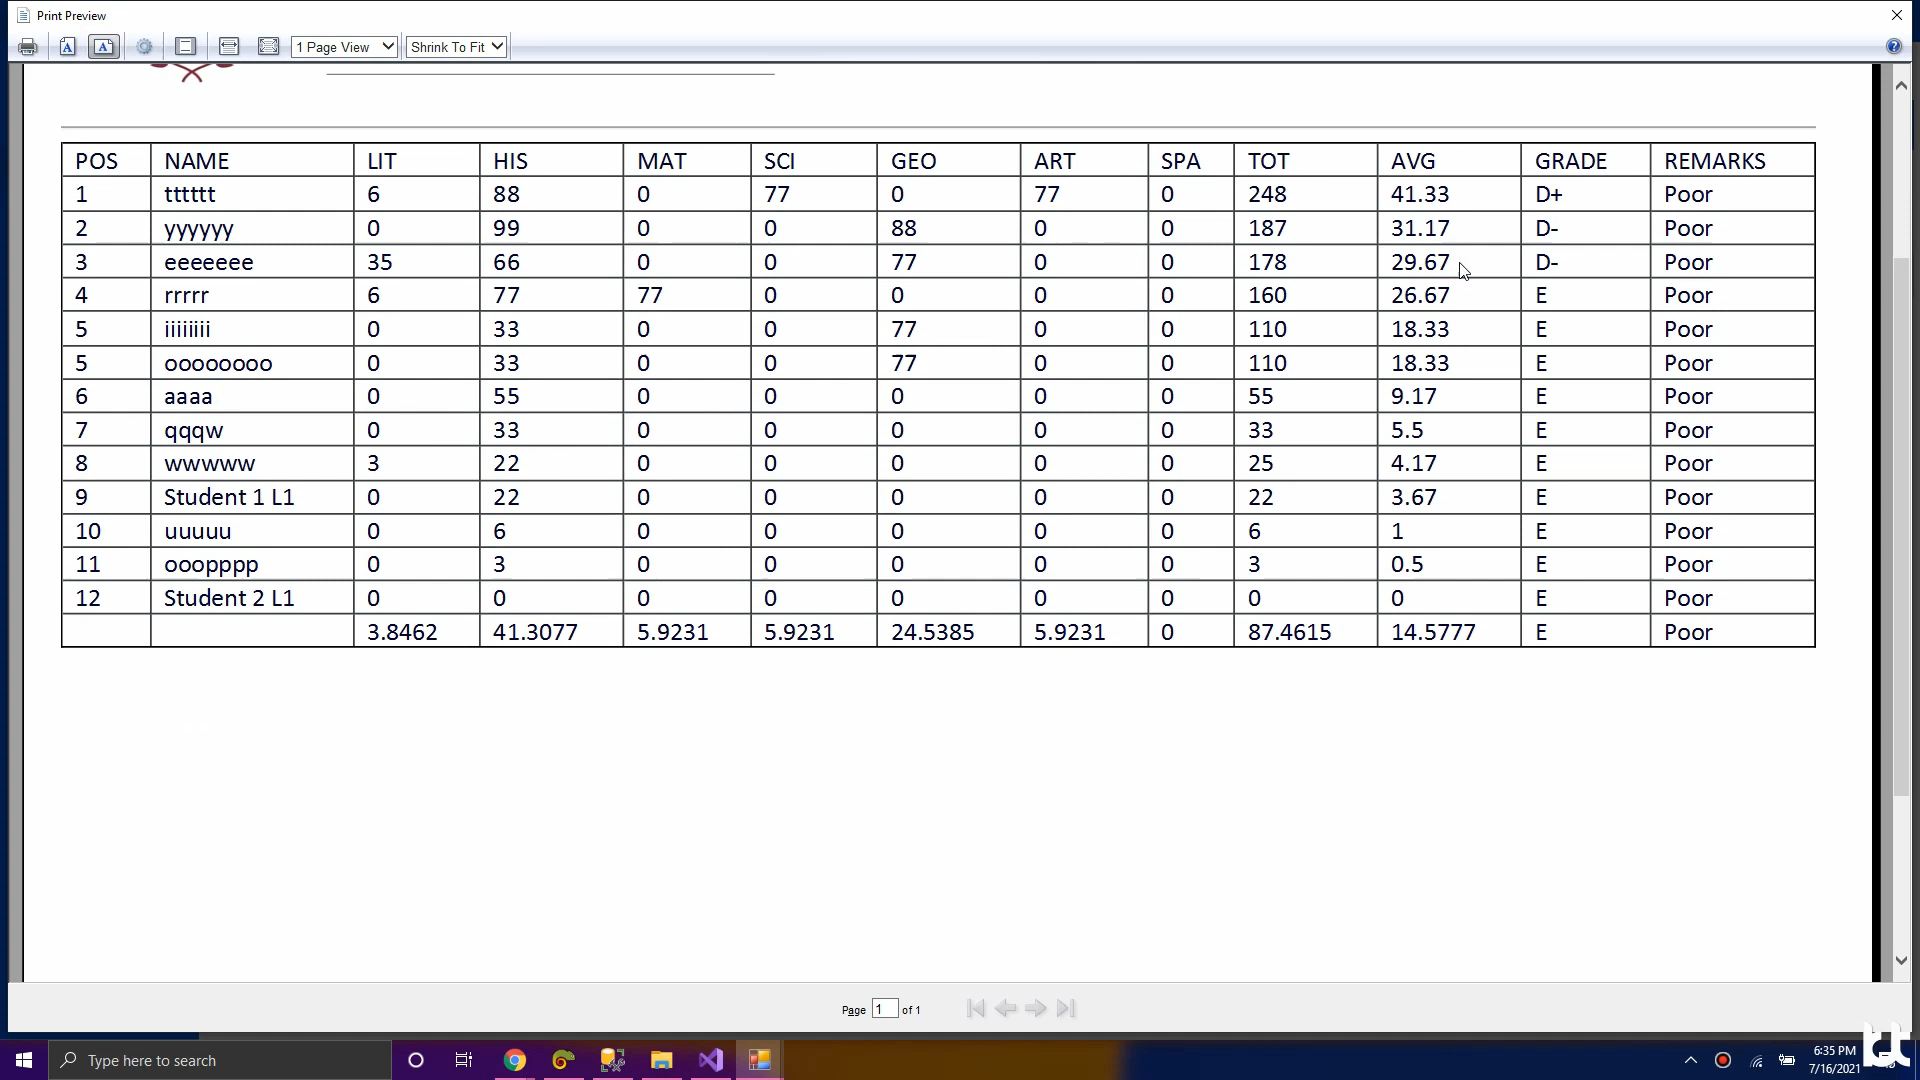 Print Preview
1 Page View Shrink To Fit
POS NAME LIT HIS MAT SCI GEO ART SPA TOT AVG GRADE REMARKS
1 tttttt 6 88 0 77 0 77 0 248 41.33 D+ Poor
2 yyyyyy 0 99 0 0 88 0 0 187 31.17 D- Poor
3 eeeeeee 35 66 0 0 77 0 0 178 29.67 D- Poor
4 rrrrr 6 77 77 0 0 0 0 160 26.67 E Poor
5 iiiiiiii 0 33 0 0 77 0 0 110 18.33 E Poor
5 oooooooo 0 33 0 0 77 0 0 110 18.33 E Poor
6 aaaa 0 55 0 0 0 0 0 55 9.17 E Poor
7 qqqw 0 33 0 0 0 0 0 33 5.5 E Poor
8 wwwww 3 22 0 0 0 0 0 25 4.17 E Poor
9 Student 1 L1 0 22 0 0 0 0 0 22 3.67 E Poor
10 uuuuu 0 6 0 0 0 0 0 6 1 E Poor
11 ooopppp 0 3 0 0 0 0 0 3 0.5 E Poor
12 Student 2 L1 0 0 0 0 0 0 0 0 0 E Poor
3.8462 41.3077 5.9231 5.9231 24.5385 5.9231 0 87.4615 14.5777 E Poor
Page 1 of 1
Type here to search
6:35 PM
7/16/2021